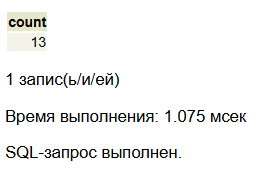 count
13
1 запис(ь/и/ей)
Время выполнения: 1.075 мсек
SQL-запрос выполнен.